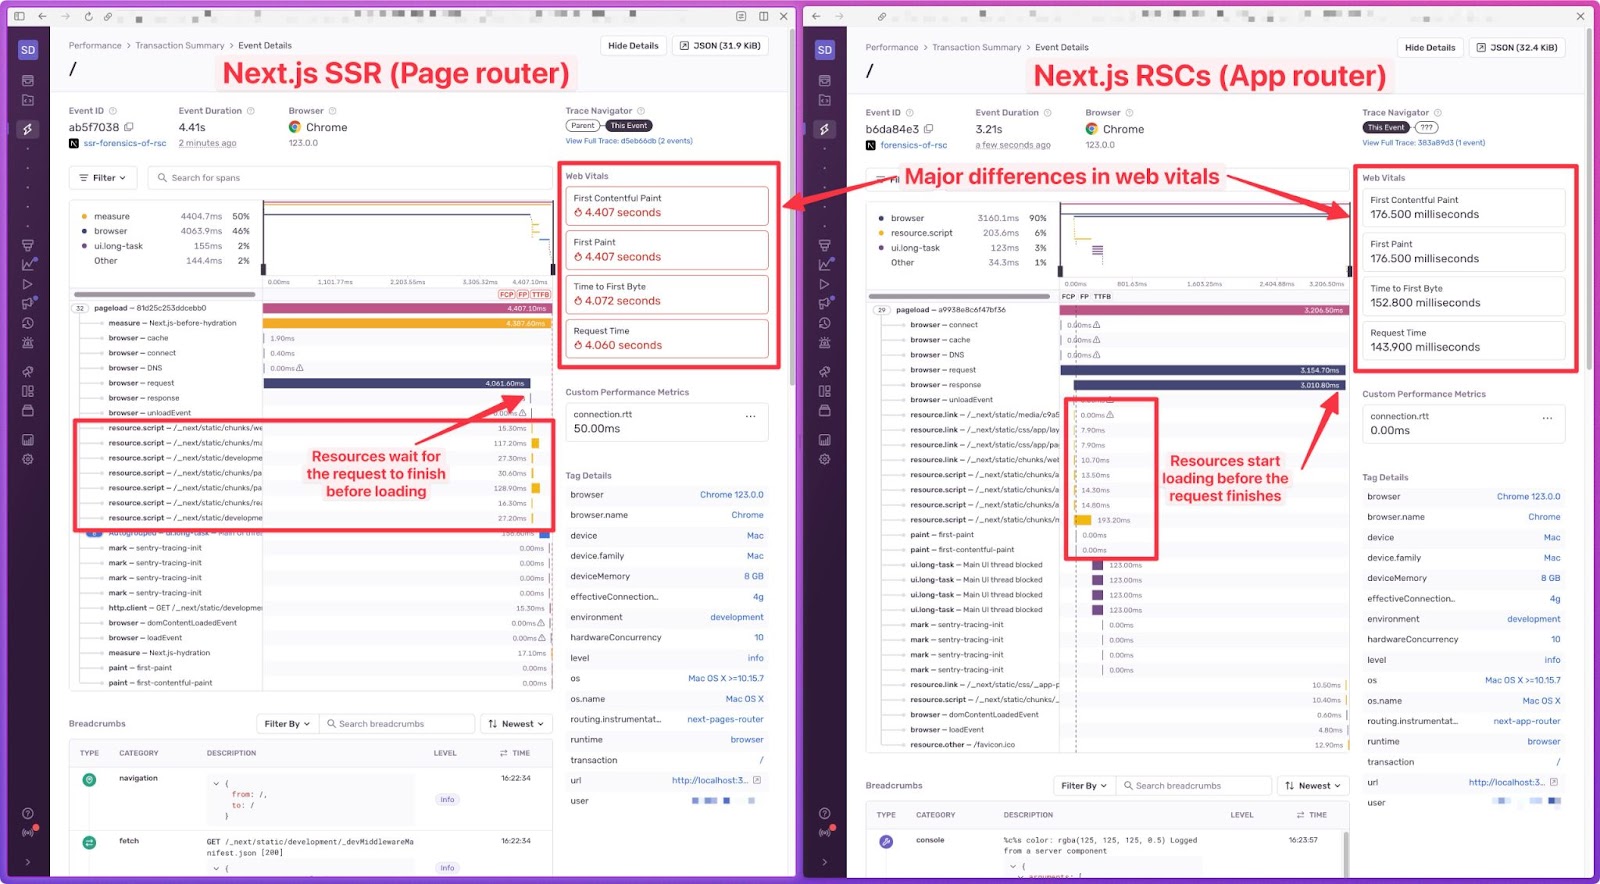 Performance > Transaction Summary > Event Details
Hide Details
JSON (31.9 KiB)
SD
/
Next.js SSR (Page router)
Event ID
Event Duration
Browser
ab5f7038
4.41s
Chrome
ssr-forensics-of-rsc
2 minutes ago
123.0.0
Trace Navigator
Parent
This Event
View Full Trace: d5eb66db (2 events)
Filter
Search for spans
measure 4404.7ms 50%
browser 4063.9ms 46%
ui.long-task 155ms 2%
Other 144.4ms 2%
0.00ms 1,101.77ms 2,203.55ms 3,305.32ms 4,407.10ms
FCP FP TTFB
32 pageload — 81d25c253ddcebb0 4,407.10ms
measure — Next.js-before-hydration 4,387.60ms
browser — cache 1.90ms
browser — connect 0.40ms
browser — DNS 0.00ms
browser — request 4,061.60ms
browser — response
browser — unloadEvent 0.00ms
resource.script — /_next/static/chunks/we 15.30ms
resource.script — /_next/static/chunks/ma 117.20ms
resource.script — /_next/static/developme 27.30ms
resource.script — /_next/static/chunks/pa 30.60ms
resource.script — /_next/static/chunks/pa 128.90ms
resource.script — /_next/static/chunks/rea 16.30ms
resource.script — /_next/static/developme 27.20ms
Resources wait for
the request to finish
before loading
Autogrouped — ui.long-task — Main UI thre
mark — sentry-tracing-init 0.00ms
mark — sentry-tracing-init 0.00ms
mark — sentry-tracing-init 0.00ms
mark — sentry-tracing-init 0.00ms
http.client — GET /_next/static/developme 15.30ms
browser — domContentLoadedEvent 0.00ms
browser — loadEvent 0.00ms
measure — Next.js-hydration 17.10ms
paint — first-paint 0.00ms
paint — first-contentful-paint 0.00ms
Web Vitals
First Contentful Paint
4.407 seconds
First Paint
4.407 seconds
Time to First Byte
4.072 seconds
Request Time
4.060 seconds
Custom Performance Metrics
connection.rtt ...
50.00ms
Tag Details
browser Chrome 123.0.0
browser.name Chrome
device Mac
device.family Mac
deviceMemory 8 GB
effectiveConnection... 4g
environment development
hardwareConcurrency 10
level info
os Mac OS X >=10.15.7
os.name Mac OS X
routing.instrumentat... next-pages-router
runtime browser
transaction /
url http://localhost:3...
user
Breadcrumbs
Filter By
Search breadcrumbs
Newest
TYPE CATEGORY DESCRIPTION LEVEL TIME
navigation { 16:22:34
from: /,
to: /
}
Info
fetch GET /_next/static/development/_devMiddlewareMa 16:22:34
nifest.json [200]
{
Info
Major differences in web vitals
Performance > Transaction Summary > Event Details
Hide Details
JSON (32.4 KiB)
SD
/
Next.js RSCs (App router)
Event ID
Event Duration
Browser
b6da84e3
3.21s
Chrome
forensics-of-rsc
a few seconds ago
123.0.0
Trace Navigator
This Event
???
View Full Trace: 383a89d3 (1 event)
browser 3160.1ms 90%
resource.script 203.6ms 6%
ui.long-task 123ms 3%
Other 34.3ms 1%
0.00ms 801.63ms 1,603.25ms 2,404.88ms 3,206.50ms
FCP FP TTFB
29 pageload — a9938e8c6f47bf36 3,206.50ms
browser — connect 0.00ms
browser — cache 0.00ms
browser — DNS 0.00ms
browser — request 3,154.70ms
browser — response 3,010.80ms
browser — unloadEvent
resource.link — /_next/static/media/c9a5 0.00ms
resource.link — /_next/static/css/app/lay 7.90ms
resource.link — /_next/static/css/app/pa 7.90ms
resource.link — /_next/static/chunks/wet 10.70ms
resource.script — /_next/static/chunks/a 13.50ms
resource.script — /_next/static/chunks/a 14.30ms
resource.script — /_next/static/chunks/a 14.80ms
resource.script — /_next/static/chunks/n 193.20ms
paint — first-paint 0.00ms
paint — first-contentful-paint 0.00ms
Resources start
loading before the
request finishes
ui.long-task — Main UI thread blocked 123.00ms
ui.long-task — Main UI thread blocked 123.00ms
ui.long-task — Main UI thread blocked 123.00ms
ui.long-task — Main UI thread blocked 123.00ms
mark — sentry-tracing-init 0.00ms
mark — sentry-tracing-init 0.00ms
mark — sentry-tracing-init 0.00ms
mark — sentry-tracing-init 0.00ms
resource.link — /_next/static/css/_app-p 10.50ms
resource.script — /_next/static/chunks/_ 10.40ms
browser — domContentLoadedEvent 0.60ms
browser — loadEvent 4.80ms
resource.other — /favicon.ico 12.90ms
Web Vitals
First Contentful Paint
176.500 milliseconds
First Paint
176.500 milliseconds
Time to First Byte
152.800 milliseconds
Request Time
143.900 milliseconds
Custom Performance Metrics
connection.rtt ...
0.00ms
Tag Details
browser Chrome 123.0.0
browser.name Chrome
device Mac
device.family Mac
deviceMemory 8 GB
effectiveConnection... 4g
environment development
hardwareConcurrency 10
level info
os Mac OS X >=10.15.7
os.name Mac OS X
routing.instrumentat... next-app-router
runtime browser
transaction /
url http://localhost:3...
user
Breadcrumbs
Filter By
Search breadcrumbs
Newest
TYPE CATEGORY DESCRIPTION LEVEL TIME
console %c%s color: rgba(125, 125, 125, 0.5) Logged 16:23:57
from a server component
{
arguments: [